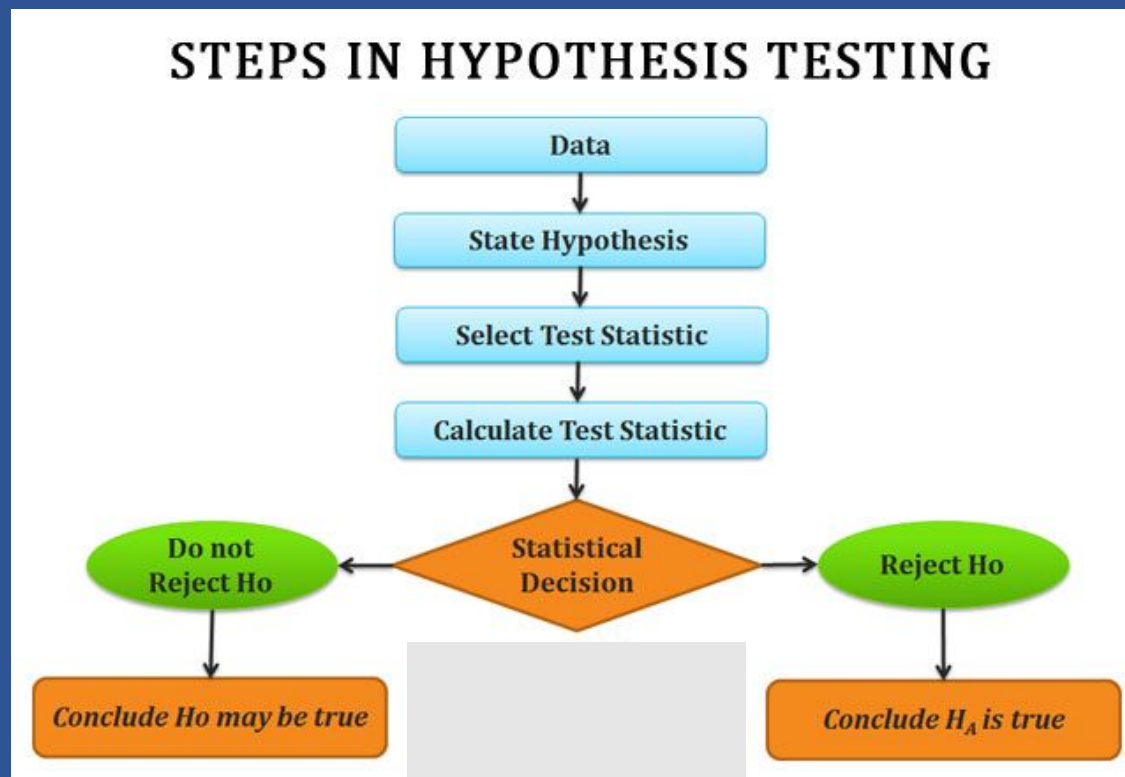 STEPS IN HYPOTHESIS TESTING
Data
State Hypothesis
Select Test Statistic
Calculate Test Statistic
Do not
Reject Ho
Statistical
Decision
Reject Ho
Conclude Ho may be true
Conclude H_A is true